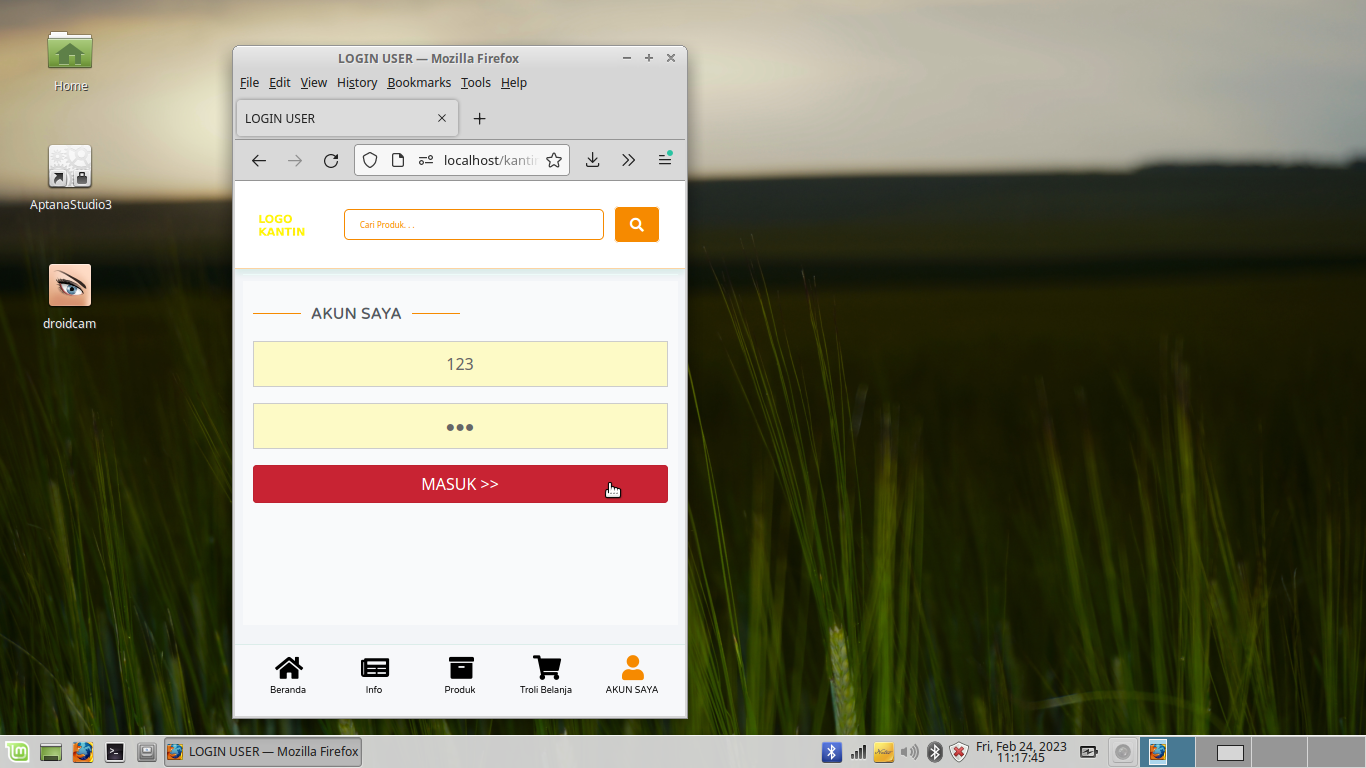 Home
AptanaStudio3
droidcam
LOGIN USER — Mozilla Firefox
File Edit View History Bookmarks Tools Help
LOGIN USER
localhost/kanti
LOGO
KANTIN
Cari Produk. . .
AKUN SAYA
123
MASUK >>
Beranda
Info
Produk
Troli Belanja
AKUN SAYA
LOGIN USER — Mozilla Firefox
Fri, Feb 24, 2023
11:17:45